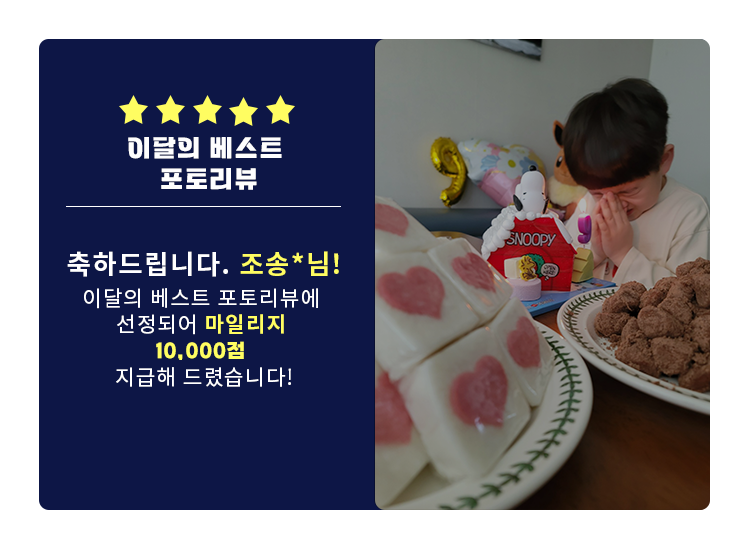 이달의 베스트
포토리뷰
축하드립니다. 조송*님!
이달의 베스트 포토리뷰에
선정되어 마일리지
10,000점
지급해 드렸습니다!
SNOOPY
9
9